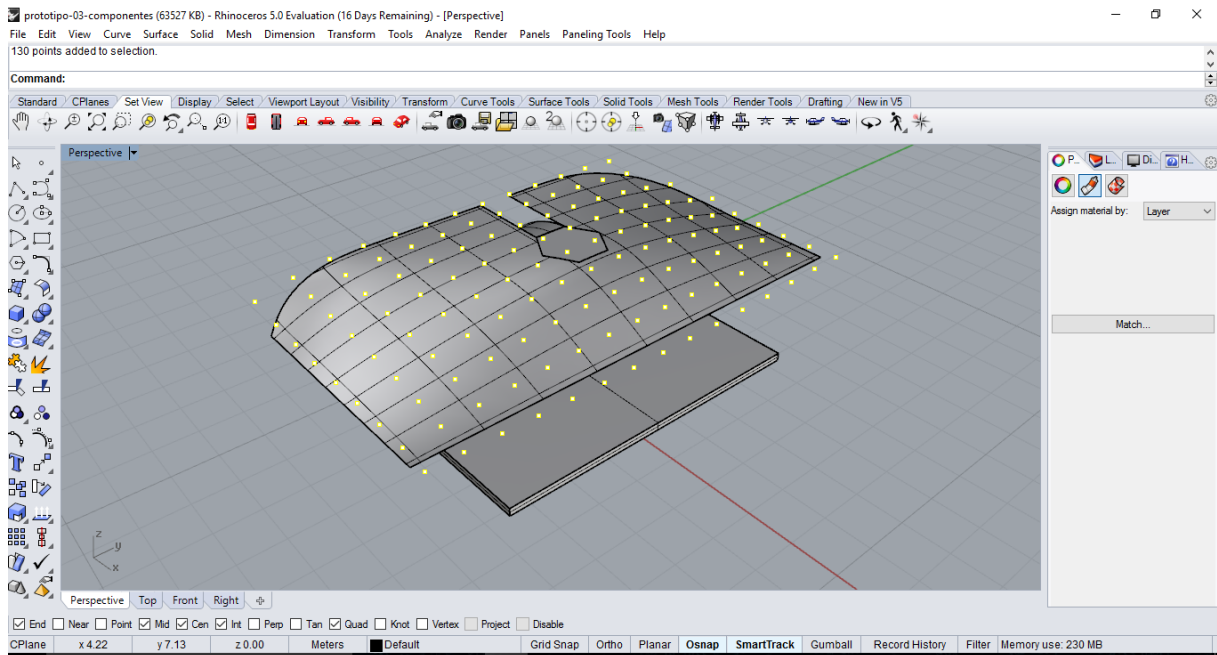 prototipo-03-componentes (63527 KB) - Rhinoceros 5.0 Evaluation (16 Days Remaining) - [Perspective]
File Edit View Curve Surface Solid Mesh Dimension Transform Tools Analyze Render Panels Paneling Tools Help
130 points added to selection.
Command:
Standard CPlanes Set View Display Select Viewport Layout Visibility Transform Curve Tools Surface Tools Solid Tools Mesh Tools Render Tools Drafting New in V5
Perspective
P... L... Di... H...
Assign material by: Layer
Match...
z
y
x
Perspective Top Front Right
End Near Point Mid Cen Int Perp Tan Quad Knot Vertex Project Disable
CPlane x 4.22 y 7.13 z 0.00 Meters Default Grid Snap Ortho Planar Osnap SmartTrack Gumball Record History Filter Memory use: 230 MB